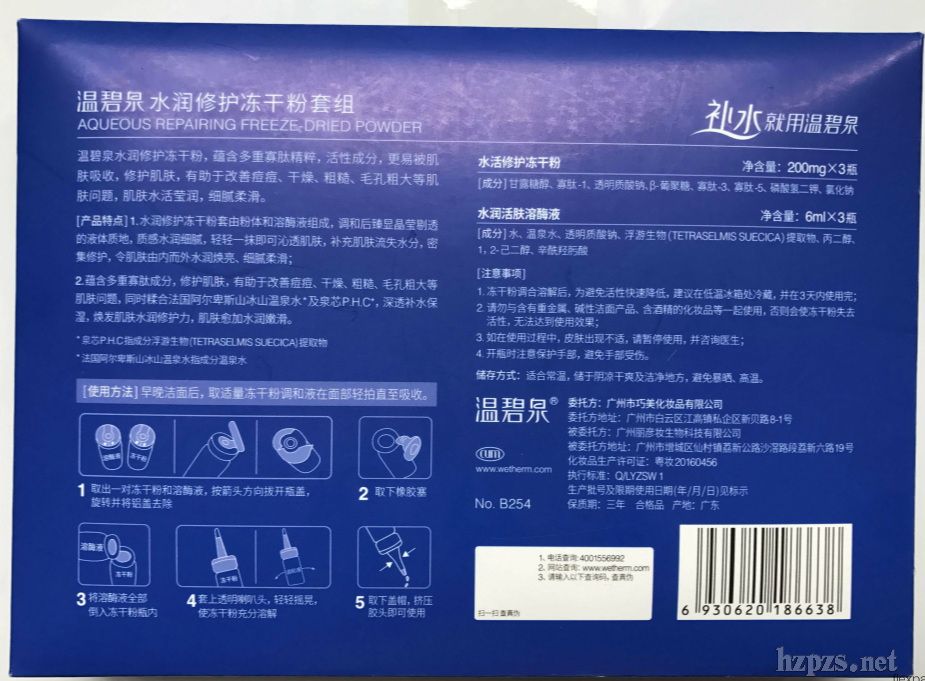 温碧泉 水润修护冻干粉套组
AQUEOUS REPAIRING FREEZE-DRIED POWDER
补水就用温碧泉
温碧泉水润修护冻干粉，蕴含多重寡肽精粹，活性成分，更易被肌
肤吸收，修护肌肤，有助于改善痘痘、干燥、粗糙、毛孔粗大等肌
肤问题，肌肤水活莹润，细腻柔滑。
[产品特点] 1.水润修护冻干粉套由粉体和溶酶液组成，调和后臻显晶莹剔透
的液体质地，质感水润细腻，轻轻一抹即可沁透肌肤，补充肌肤流失水分，密
集修护，令肌肤由内而外水润焕亮、细腻柔滑；
2.蕴含多重寡肽成分，修护肌肤，有助于改善痘痘、干燥、粗糙、毛孔粗大等
肌肤问题，同时糅合法国阿尔卑斯山冰山温泉水*及泉芯P.H.C*，深透补水保
湿，焕发肌肤水润修护力，肌肤愈加水润嫩滑。
*泉芯P.H.C指成分浮游生物(TETRASELMIS SUECICA)提取物
*法国阿尔卑斯山冰山温泉水指成分温泉水
[使用方法] 早晚洁面后，取适量冻干粉调和液在面部轻拍直至吸收。
溶酶液 冻干粉
1 取出一对冻干粉和溶酶液，按箭头方向拔开瓶盖，
旋转并将铝盖去除
2 取下橡胶塞
溶酶液
冻干粉
冻干粉
3 将溶酶液全部
倒入冻干粉瓶内
4 套上透明喇叭头，轻轻摇晃，
使冻干粉充分溶解
5 取下盖帽，挤压
胶头即可使用
水活修护冻干粉 净含量：200mg×3瓶
[成分] 甘露糖醇、寡肽-1、透明质酸钠、β-葡聚糖、寡肽-3、寡肽-5、磷酸氢二钾、氯化钠
水润活肤溶酶液 净含量：6ml×3瓶
[成分] 水、温泉水、透明质酸钠、浮游生物(TETRASELMIS SUECICA)提取物、丙二醇、
1，2-己二醇、辛酰羟肟酸
[注意事项]
1. 冻干粉调合溶解后，为避免活性快速降低，建议在低温冰箱处冷藏，并在3天内使用完；
2. 请勿与含有重金属、碱性洁面产品、含酒精的化妆品等一起使用，否则会使冻干粉失去
活性，无法达到使用效果；
3. 如在使用过程中，皮肤出现不适，请暂停使用，并咨询医生；
4. 开瓶时注意保护手部，避免手部受伤。
储存方式：适合常温，储于阴凉干爽及洁净地方，避免暴晒、高温。
温碧泉®
www.wetherm.com
No. B254
委托方：广州市巧美化妆品有限公司
委托方地址：广州市白云区江高镇私企区新贝路8-1号
被委托方：广州丽彦妆生物科技有限公司
被委托方地址：广州市增城区仙村镇荔新公路沙滘路段荔新六路19号
化妆品生产许可证：粤妆20160456
执行标准：Q/LYZSW 1
生产批号及限期使用日期(年/月/日)见标示
保质期：三年 合格品 产地：广东
1. 电话查询:4001556992
2. 网站查询: www.wetherm.com
3. 请输入以下查询码，查真伪
扫一扫 查真伪
6 930620 186638
hzpzs.net